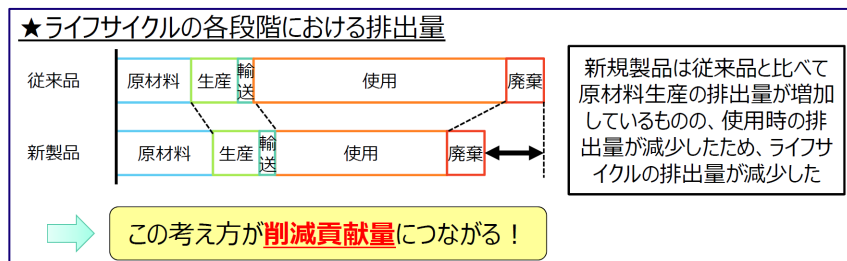 ★ライフサイクルの各段階における排出量
従来品
原材料
生産
輸送
使用
廃棄
新製品
原材料
生産
輸送
使用
廃棄
新規製品は従来品と比べて
原材料生産の排出量が増加
しているものの、使用時の排
出量が減少したため、ライフサ
イクルの排出量が減少した
この考え方が削減貢献量につながる！